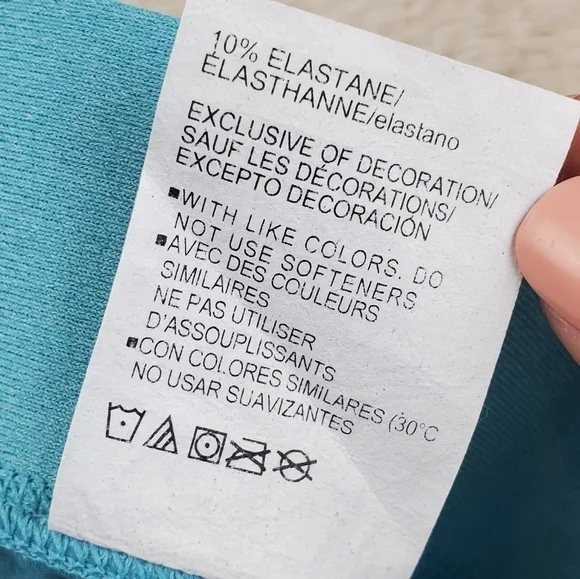 10% ELASTANE/
ÉLASTHANNE/elastano
EXCLUSIVE OF DECORATION/
SAUF LES DÉCORATIONS/
EXCEPTO DECORACIÓN
▪WITH LIKE COLORS. DO
NOT USE SOFTENERS
▪AVEC DES COULEURS
SIMILAIRES
NE PAS UTILISER
D'ASSOUPLISSANTS
▪CON COLORES SIMILARES (30°C
NO USAR SUAVIZANTES